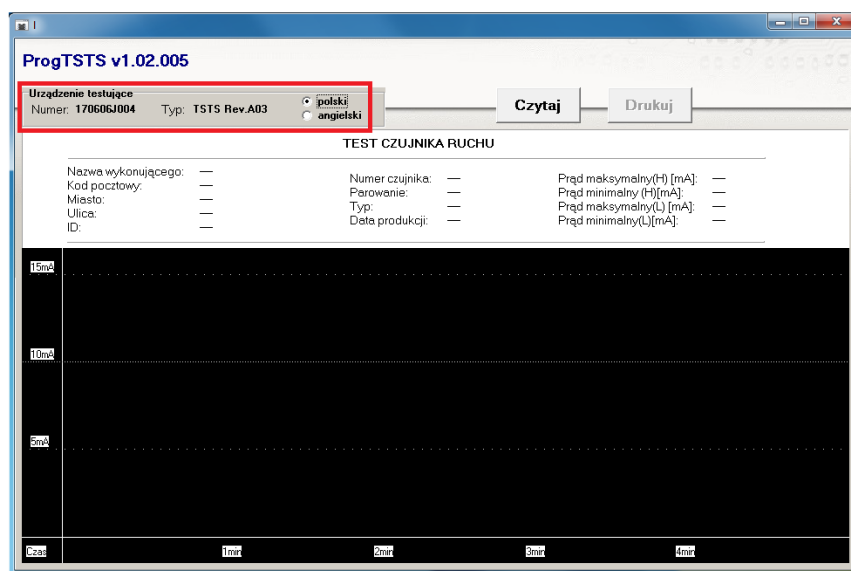 ProgTSTS v1.02.005
Urządzenie testujące
Numer: 170606J004 Typ: TSTS Rev.A03
polski
angielski
Czytaj
Drukuj
TEST CZUJNIKA RUCHU
Nazwa wykonującego: —
Kod pocztowy: —
Miasto: —
Ulica: —
ID: —
Numer czujnika: —
Parowanie: —
Typ: —
Data produkcji: —
Prąd maksymalny(H) [mA]: —
Prąd minimalny (H)[mA]: —
Prąd maksymalny(L) [mA]: —
Prąd minimalny(L)[mA]: —
15mA
10mA
5mA
Czas 1min 2min 3min 4min